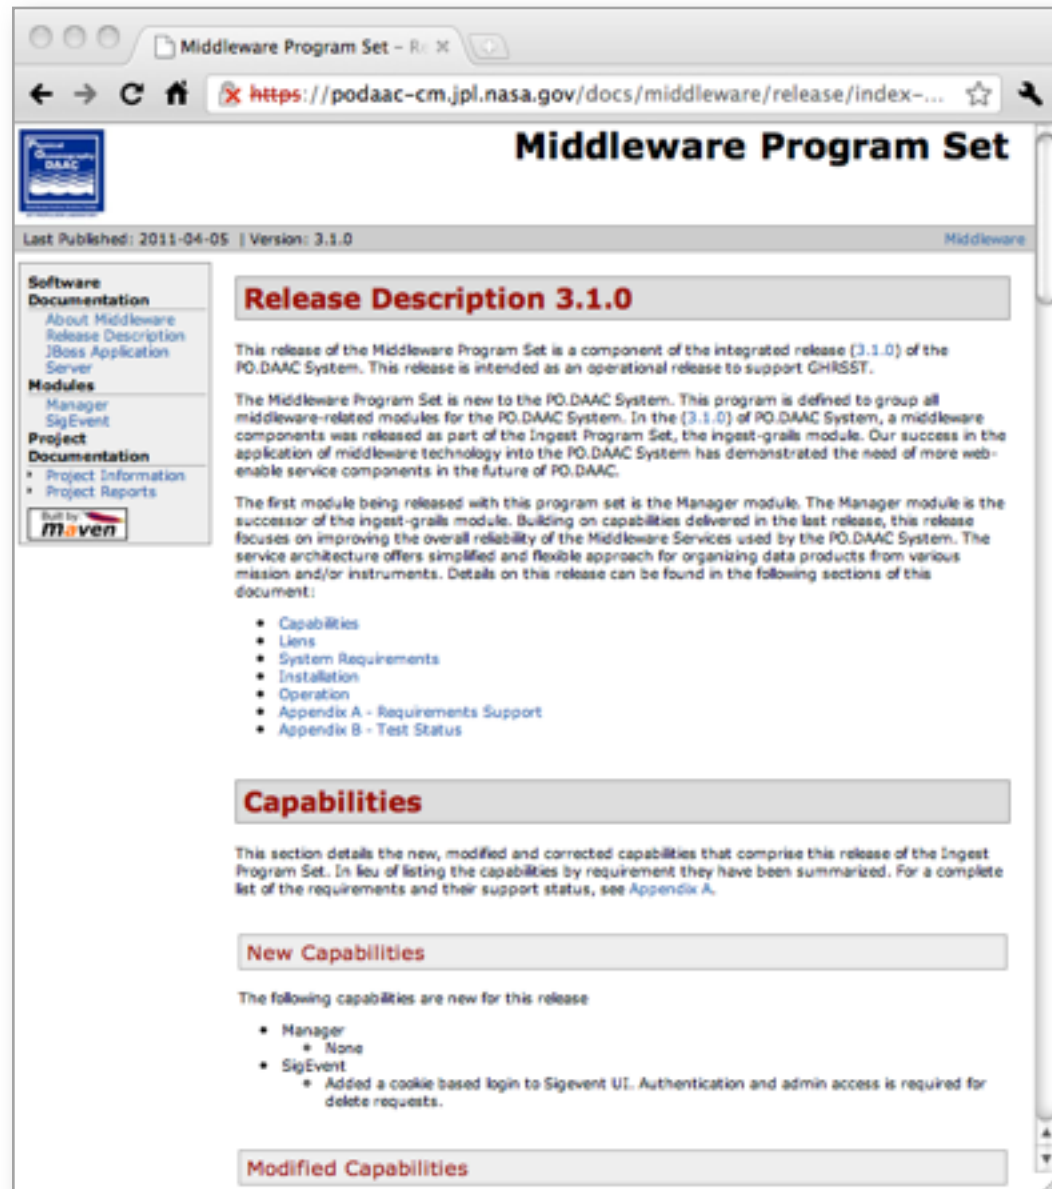 Middleware Program Set – Re
https://podaac-cm.jpl.nasa.gov/docs/middleware/release/index-...
Physical
Oceanography
DAAC
Middleware Program Set
Last Published: 2011-04-05 | Version: 3.1.0
Middleware
Software
Documentation
About Middleware
Release Description
JBoss Application
Server
Modules
Manager
SigEvent
Project
Documentation
Project Information
Project Reports
Built by
maven
Release Description 3.1.0
This release of the Middleware Program Set is a component of the integrated release (3.1.0) of the
PO.DAAC System. This release is intended as an operational release to support GHRSST.
The Middleware Program Set is new to the PO.DAAC System. This program is defined to group all
middleware-related modules for the PO.DAAC System. In the (3.1.0) of PO.DAAC System, a middleware
components was released as part of the Ingest Program Set, the ingest-grails module. Our success in the
application of middleware technology into the PO.DAAC System has demonstrated the need of more web-
enable service components in the future of PO.DAAC.
The first module being released with this program set is the Manager module. The Manager module is the
successor of the ingest-grails module. Building on capabilities delivered in the last release, this release
focuses on improving the overall reliability of the Middleware Services used by the PO.DAAC System. The
service architecture offers simplified and flexible approach for organizing data products from various
mission and/or instruments. Details on this release can be found in the following sections of this
document:
Capabilities
Liens
System Requirements
Installation
Operation
Appendix A - Requirements Support
Appendix B - Test Status
Capabilities
This section details the new, modified and corrected capabilities that comprise this release of the Ingest
Program Set. In lieu of listing the capabilities by requirement they have been summarized. For a complete
list of the requirements and their support status, see Appendix A.
New Capabilities
The following capabilities are new for this release
Manager
None
SigEvent
Added a cookie based login to Sigevent UI. Authentication and admin access is required for
delete requests.
Modified Capabilities